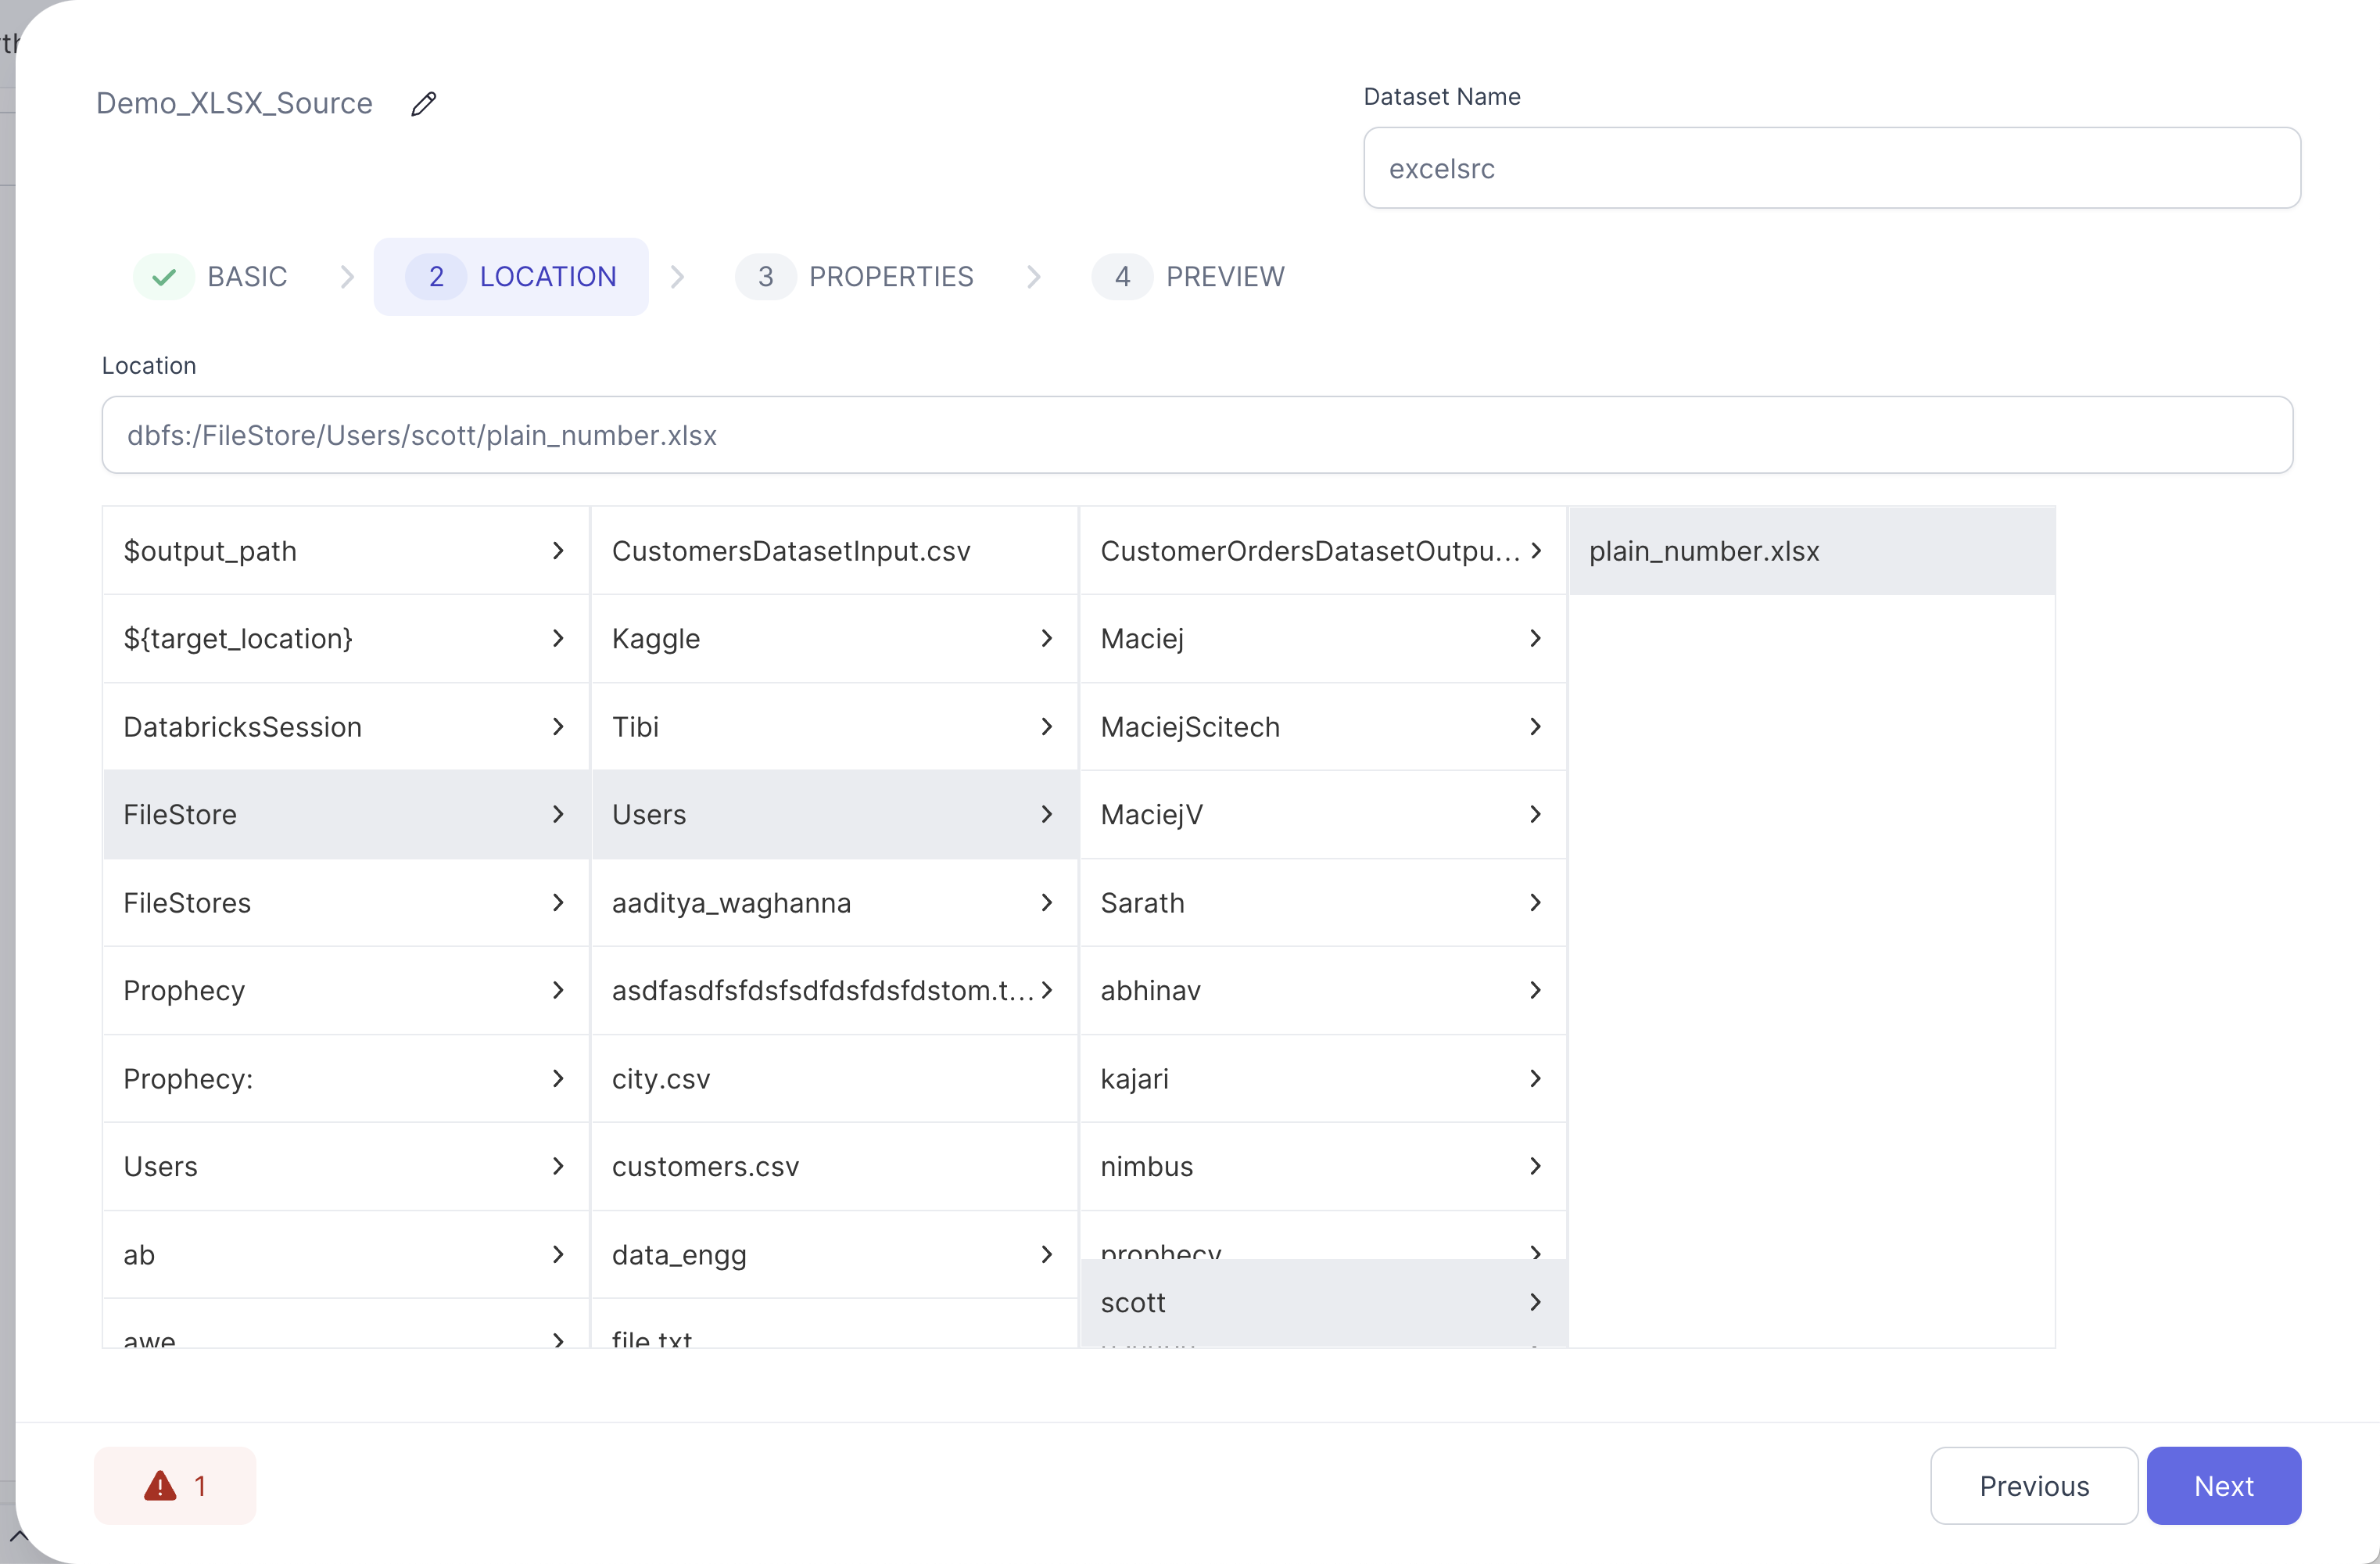 Demo_XLSX_Source
Dataset Name
excelsrc
BASIC
2 LOCATION
3 PROPERTIES
4 PREVIEW
Location
dbfs:/FileStore/Users/scott/plain_number.xlsx
$output_path
${target_location}
DatabricksSession
FileStore
FileStores
Prophecy
Prophecy:
Users
ab
awe
CustomersDatasetInput.csv
Kaggle
Tibi
Users
aaditya_waghanna
asdfasdfsfdsfsdfdsfdsfdstom.t...
city.csv
customers.csv
data_engg
file.txt
CustomerOrdersDatasetOutpu...
Maciej
MaciejScitech
MaciejV
Sarath
abhinav
kajari
nimbus
prophecy
scott
plain_number.xlsx
1
Previous
Next